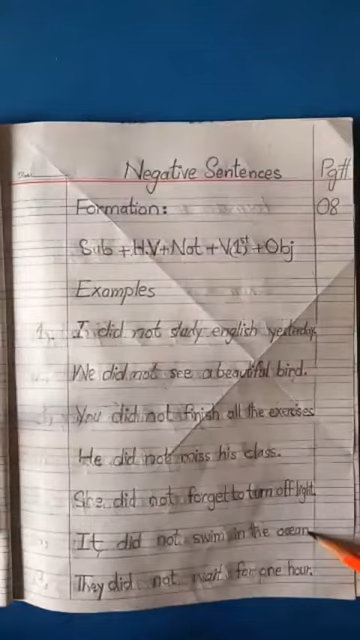 Negative Sentences
Pg#
08
Formation:
Sub + H.V + Not + V(1st) + Obj
Examples
I did not study english yesterday.
We did not see a beautiful bird.
You did not finish all the exercises
He did not miss his class.
She did not forget to turn off light.
It did not swim in the ocean.
They did not wait for one hour.